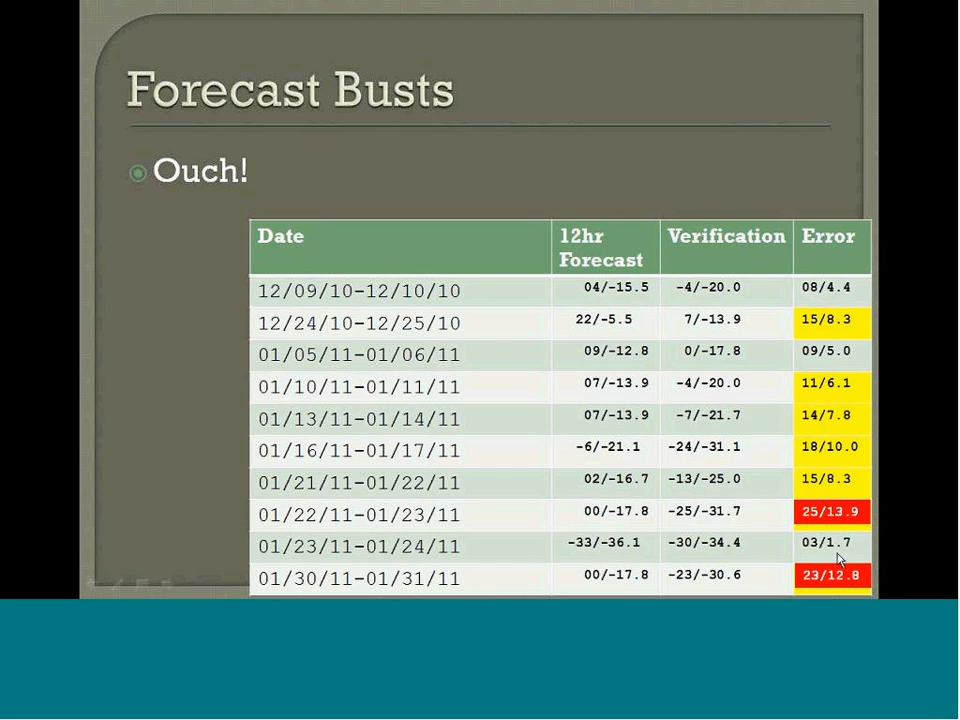 Forecast Busts
Ouch!
Date 12hr Forecast Verification Error
12/09/10-12/10/10 04/-15.5 -4/-20.0 08/4.4
12/24/10-12/25/10 22/-5.5 7/-13.9 15/8.3
01/05/11-01/06/11 09/-12.8 0/-17.8 09/5.0
01/10/11-01/11/11 07/-13.9 -4/-20.0 11/6.1
01/13/11-01/14/11 07/-13.9 -7/-21.7 14/7.8
01/16/11-01/17/11 -6/-21.1 -24/-31.1 18/10.0
01/21/11-01/22/11 02/-16.7 -13/-25.0 15/8.3
01/22/11-01/23/11 00/-17.8 -25/-31.7 25/13.9
01/23/11-01/24/11 -33/-36.1 -30/-34.4 03/1.7
01/30/11-01/31/11 00/-17.8 -23/-30.6 23/12.8